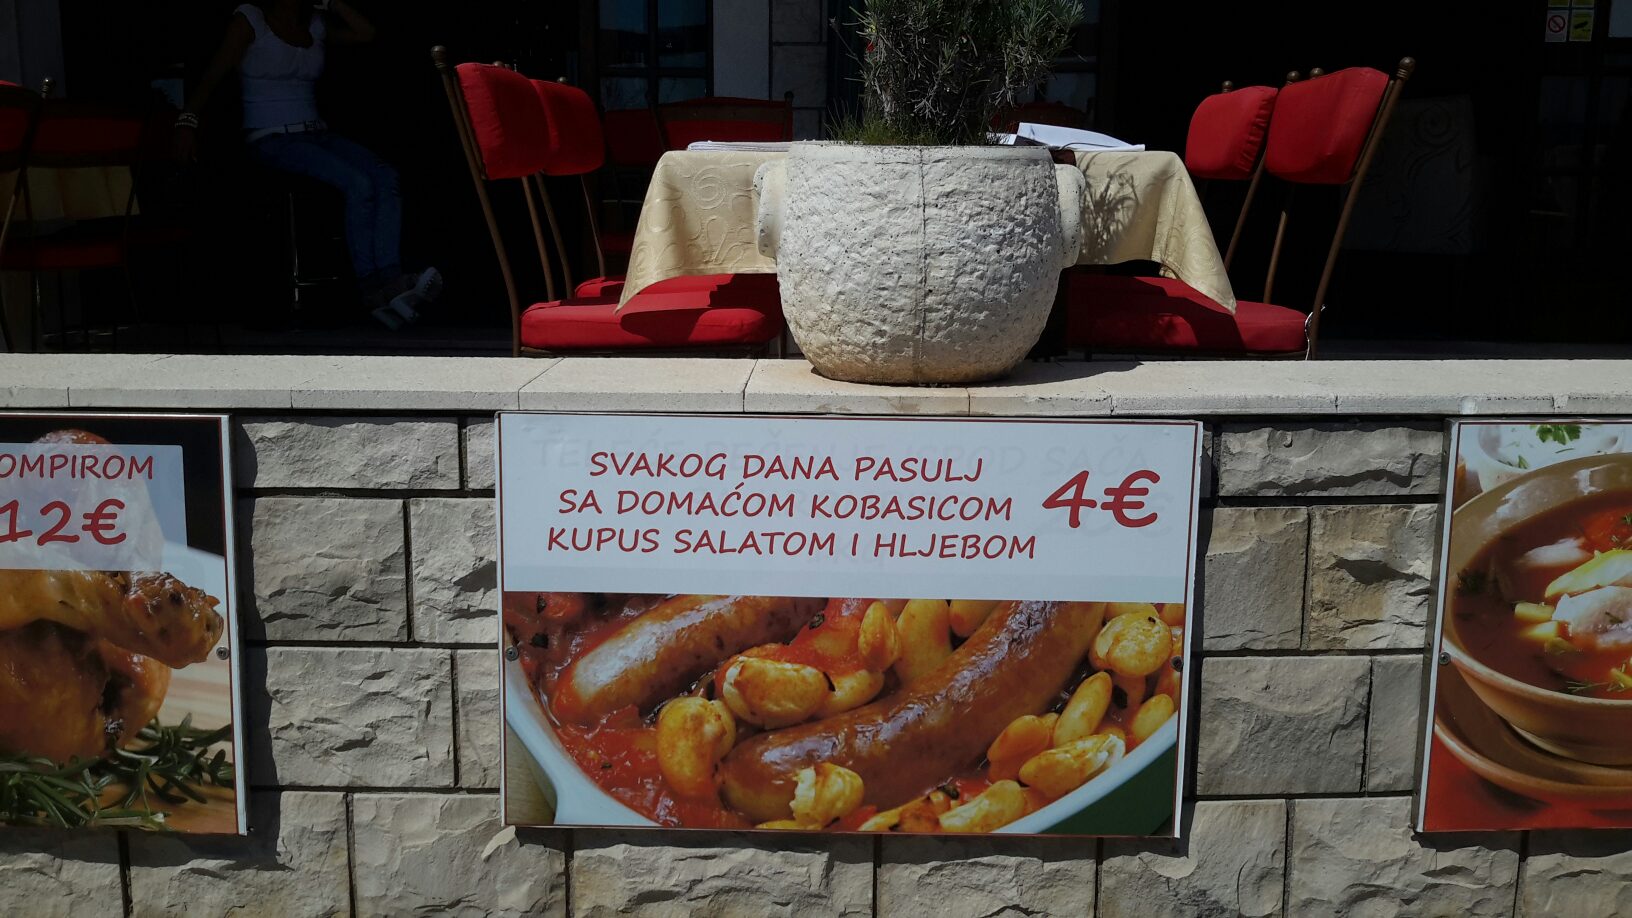 OMPIROM
12€
SVAKOG DANA PASULJ
SA DOMAĆOM KOBASICOM
KUPUS SALATOM I HLJEBOM
4€